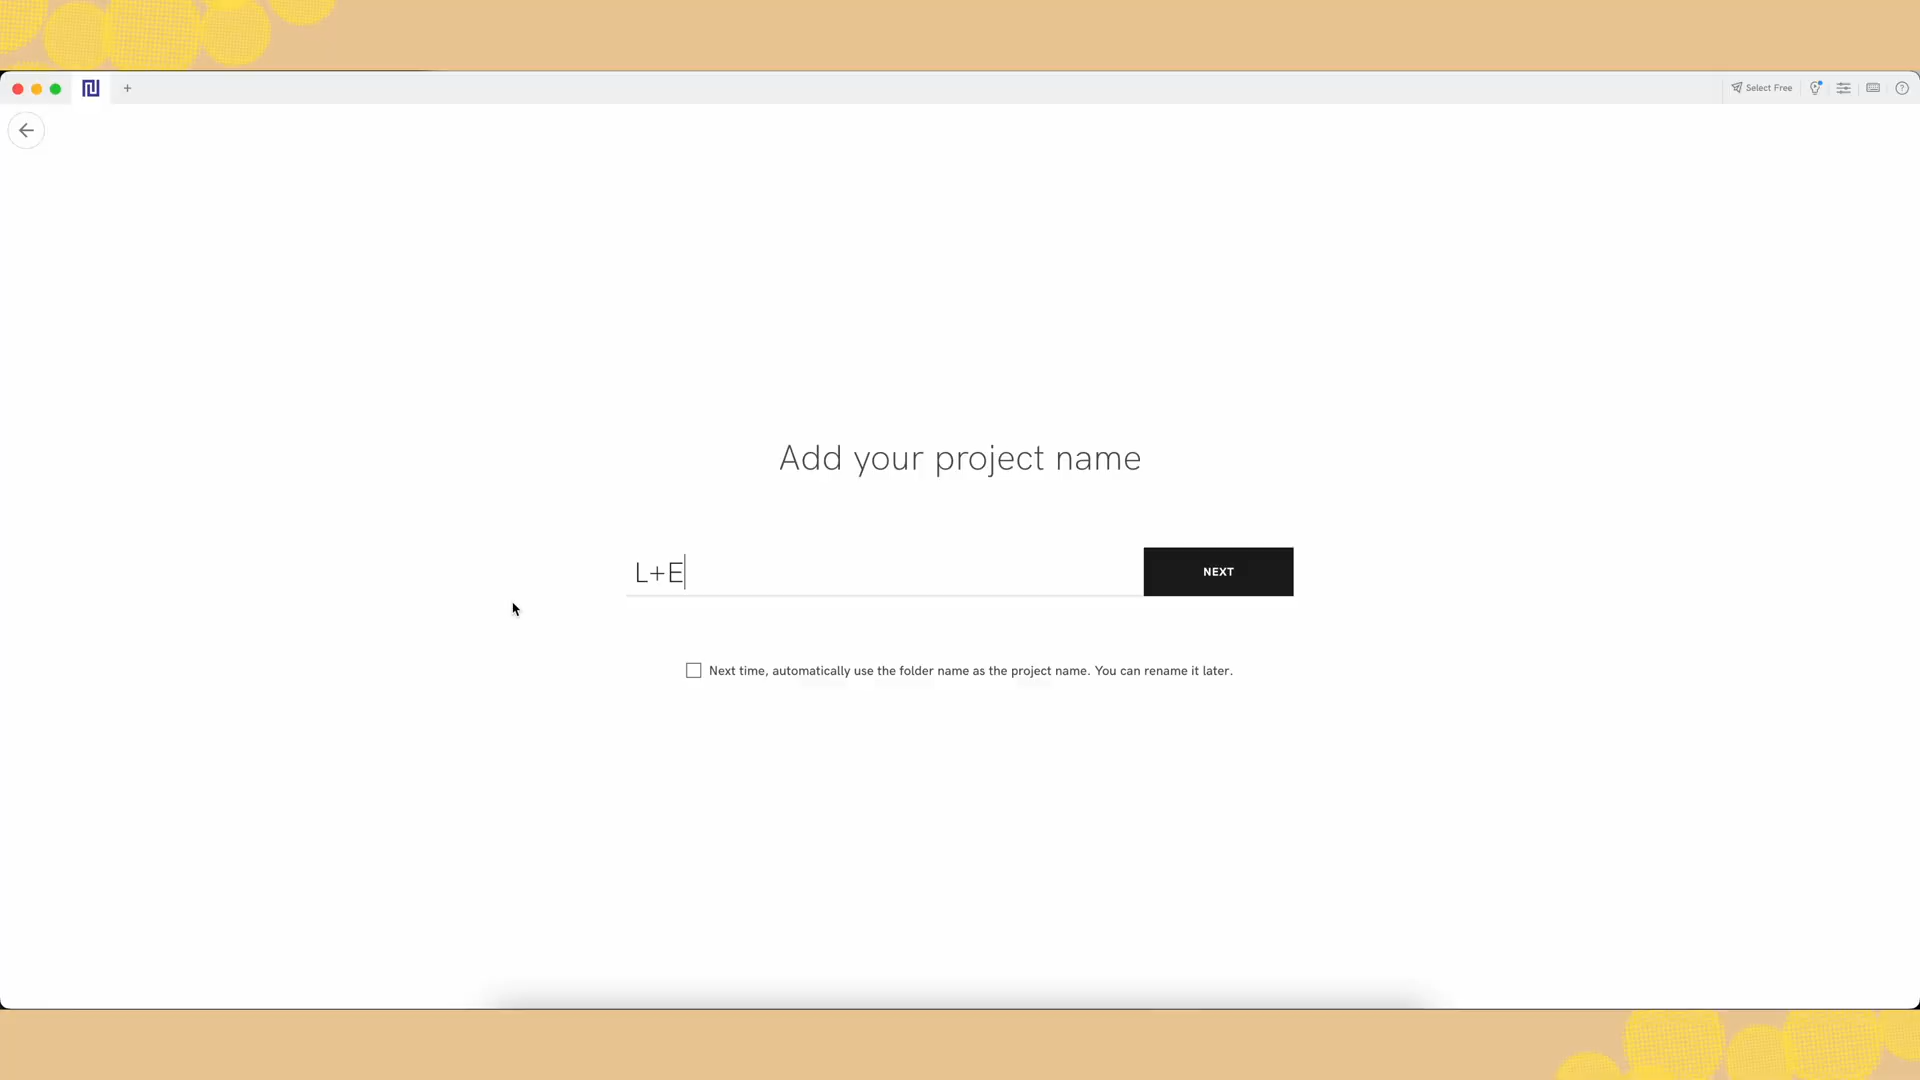 Select Free
Add your project name
L+E
NEXT
Next time, automatically use the folder name as the project name. You can rename it later.